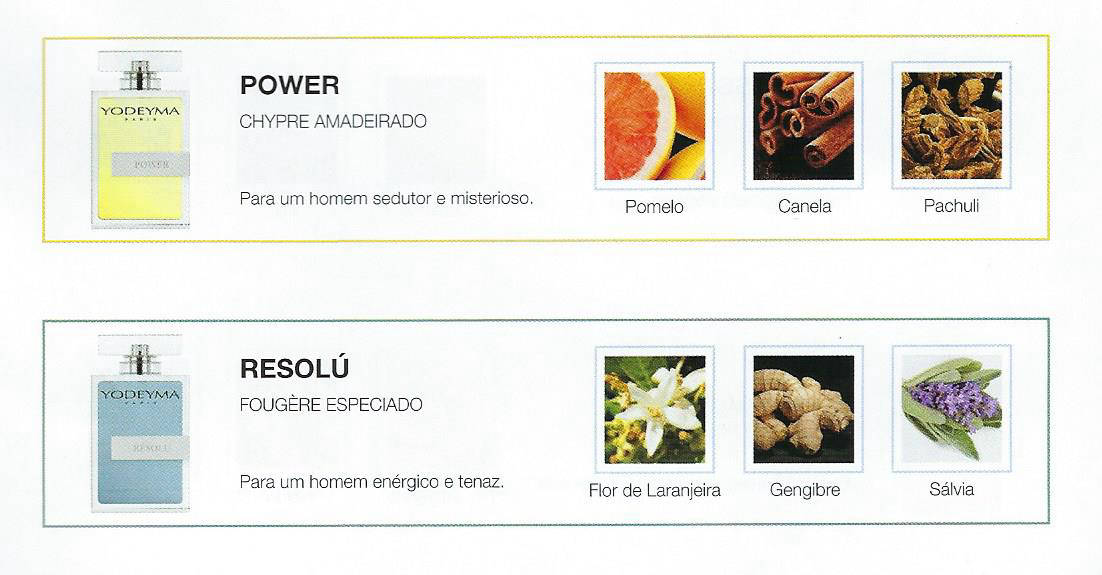 YODEYMA
PARIS
POWER
POWER
CHYPRE AMADEIRADO
Para um homem sedutor e misterioso.
Pomelo
Canela
Pachuli
YODEYMA
PARIS
RESOLÚ
RESOLÚ
FOUGÈRE ESPECIADO
Para um homem enérgico e tenaz.
Flor de Laranjeira
Gengibre
Sálvia